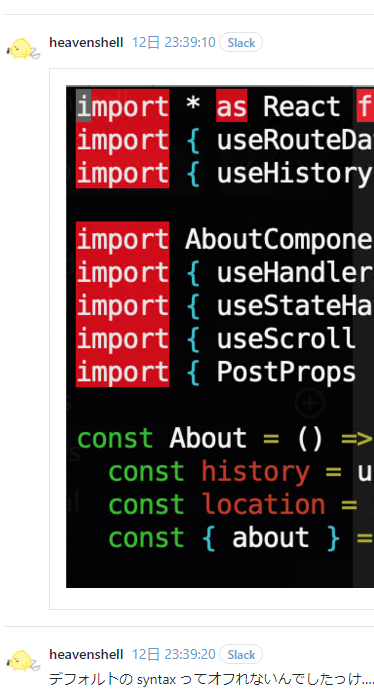 heavenshell 12日 23:39:10 Slack
import * as React f
import { useRouteDa
import { useHistory
import AboutCompone
import { useHandler
import { useStateHa
import { useScroll
import { PostProps
const About = () =>
const history = u
const location =
const { about } =
heavenshell 12日 23:39:20 Slack
デフォルトの syntax ってオフれないんでしたっけ....